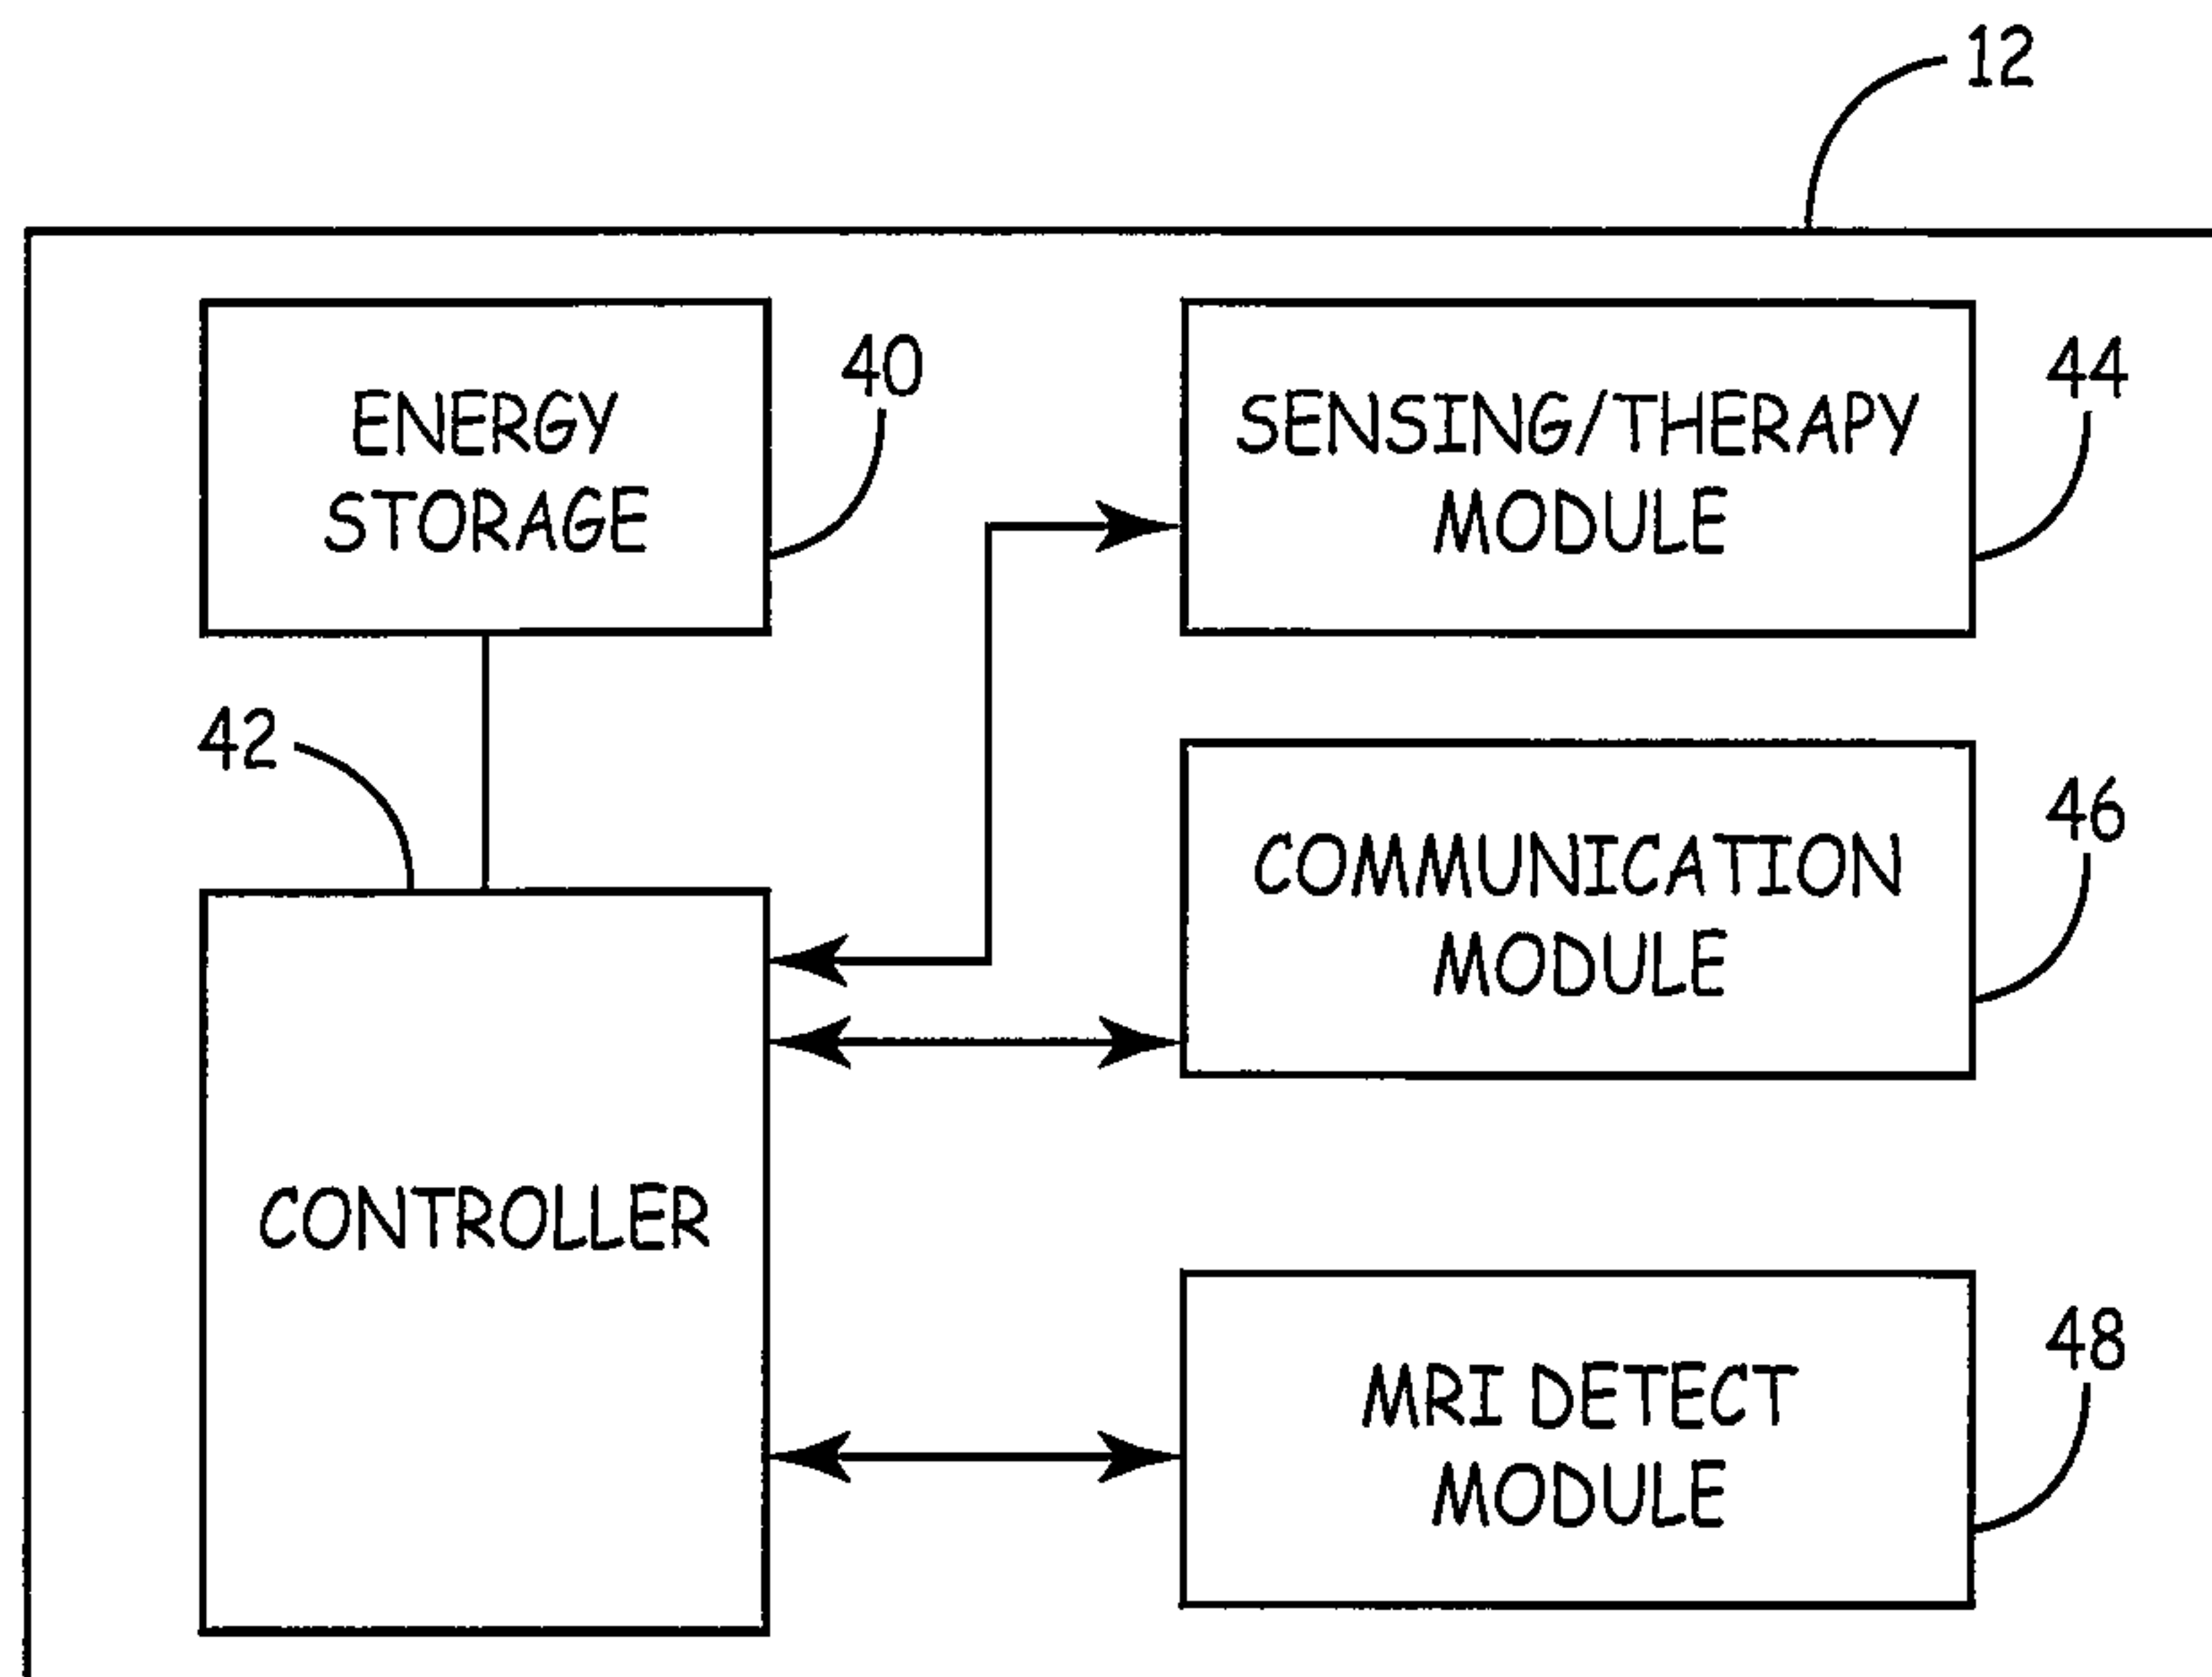 12
ENERGY
STORAGE
40
SENSING/THERAPY
MODULE
44
42
COMMUNICATION
MODULE
46
CONTROLLER
MRI DETECT
MODULE
48